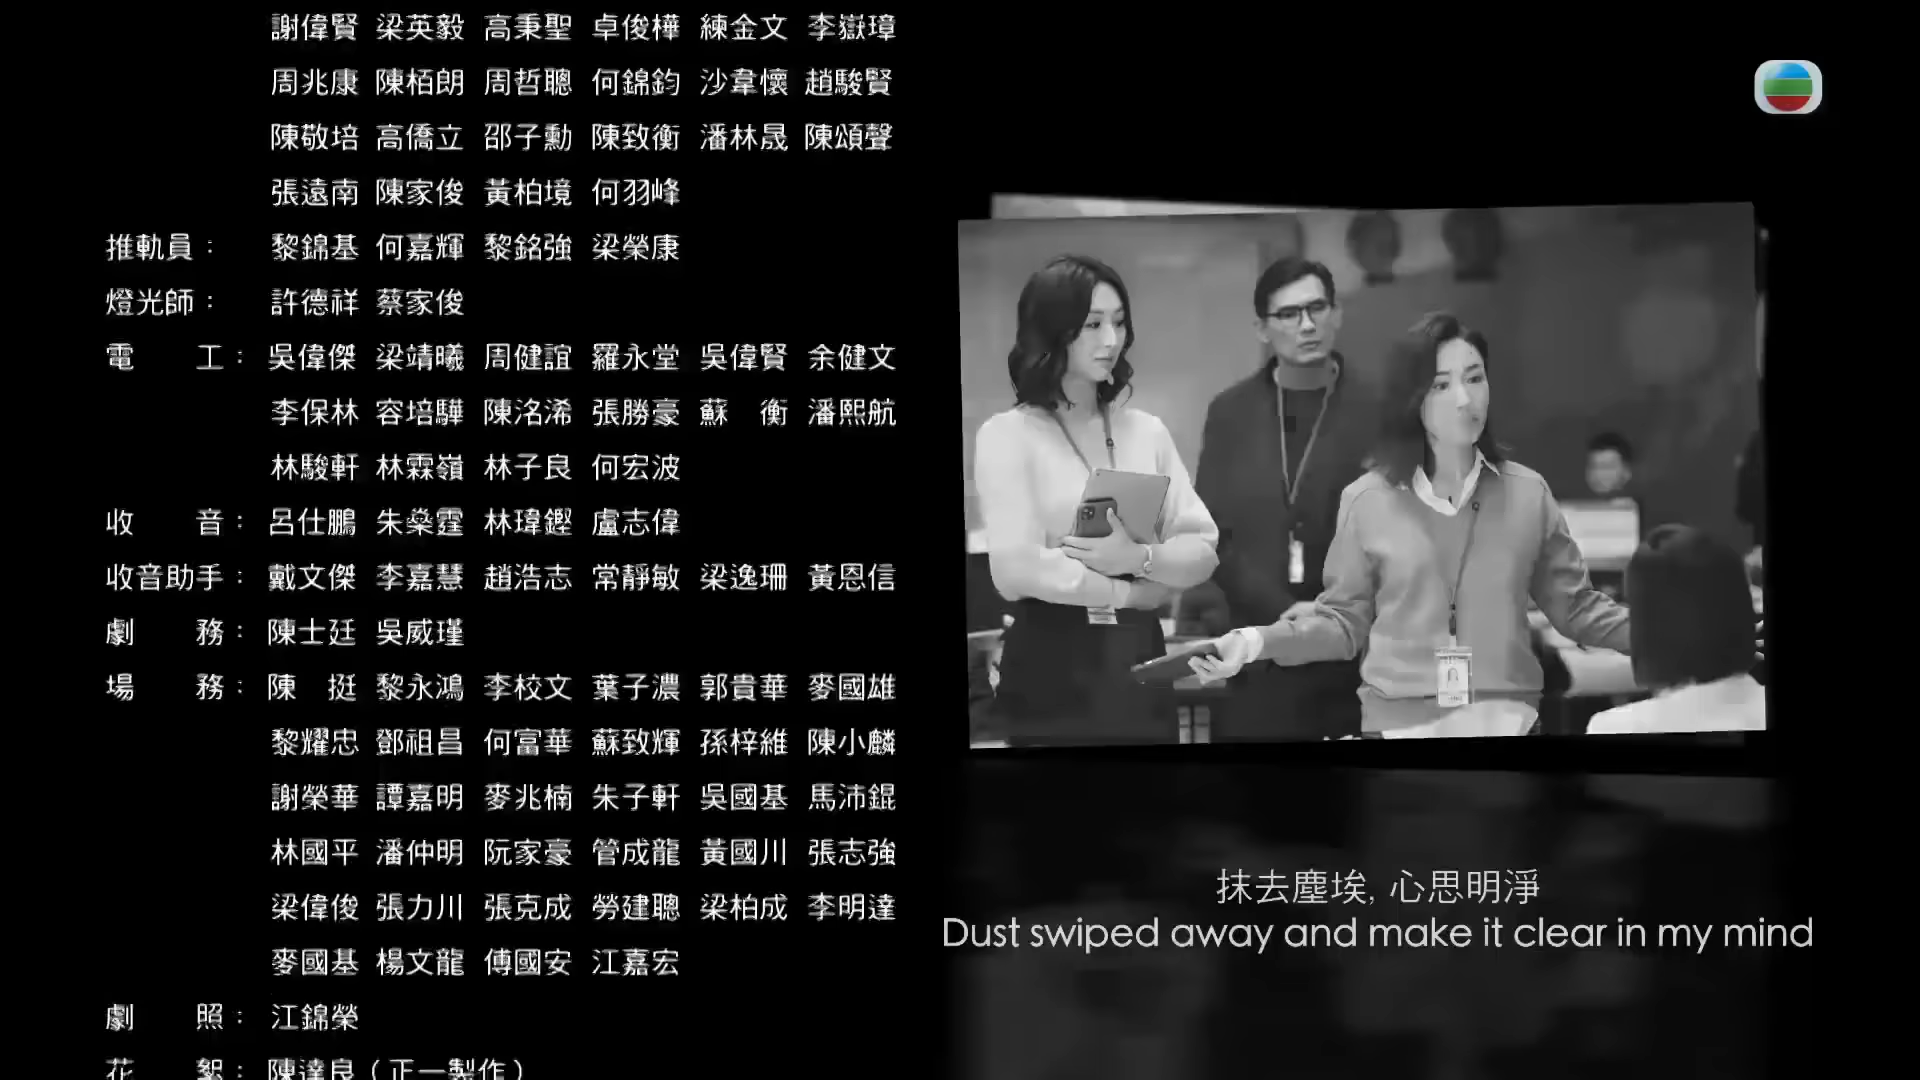 謝偉賢 梁英毅 高秉聖 卓俊樺 練金文 李嶽璋
周兆康 陳栢朗 周哲聰 何錦鈞 沙韋懷 趙駿賢
陳敬培 高僑立 邵子勳 陳致衡 潘林晟 陳頌聲
張遠南 陳家俊 黃柏境 何羽峰
推軌員： 黎錦基 何嘉輝 黎銘強 梁榮康
燈光師： 許德祥 蔡家俊
電　　工： 吳偉傑 梁靖曦 周健誼 羅永堂 吳偉賢 余健文
李保林 容培驊 陳洺浠 張勝豪 蘇　衡 潘熙航
林駿軒 林霖嶺 林子良 何宏波
收　　音： 呂仕鵬 朱燊霆 林瑋鏗 盧志偉
收音助手： 戴文傑 李嘉慧 趙浩志 常靜敏 梁逸珊 黃恩信
劇　　務： 陳士廷 吳威瑾
場　　務： 陳　挺 黎永鴻 李校文 葉子濃 郭貴華 麥國雄
黎耀忠 鄧祖昌 何富華 蘇致輝 孫梓維 陳小麟
謝榮華 譚嘉明 麥兆楠 朱子軒 吳國基 馬沛錕
林國平 潘仲明 阮家豪 管成龍 黃國川 張志強
梁偉俊 張力川 張克成 勞建聰 梁柏成 李明達
麥國基 楊文龍 傅國安 江嘉宏
劇　　照： 江錦榮
花　　絮： 陳達良（正一製作）
抹去塵埃, 心思明淨
Dust swiped away and make it clear in my mind